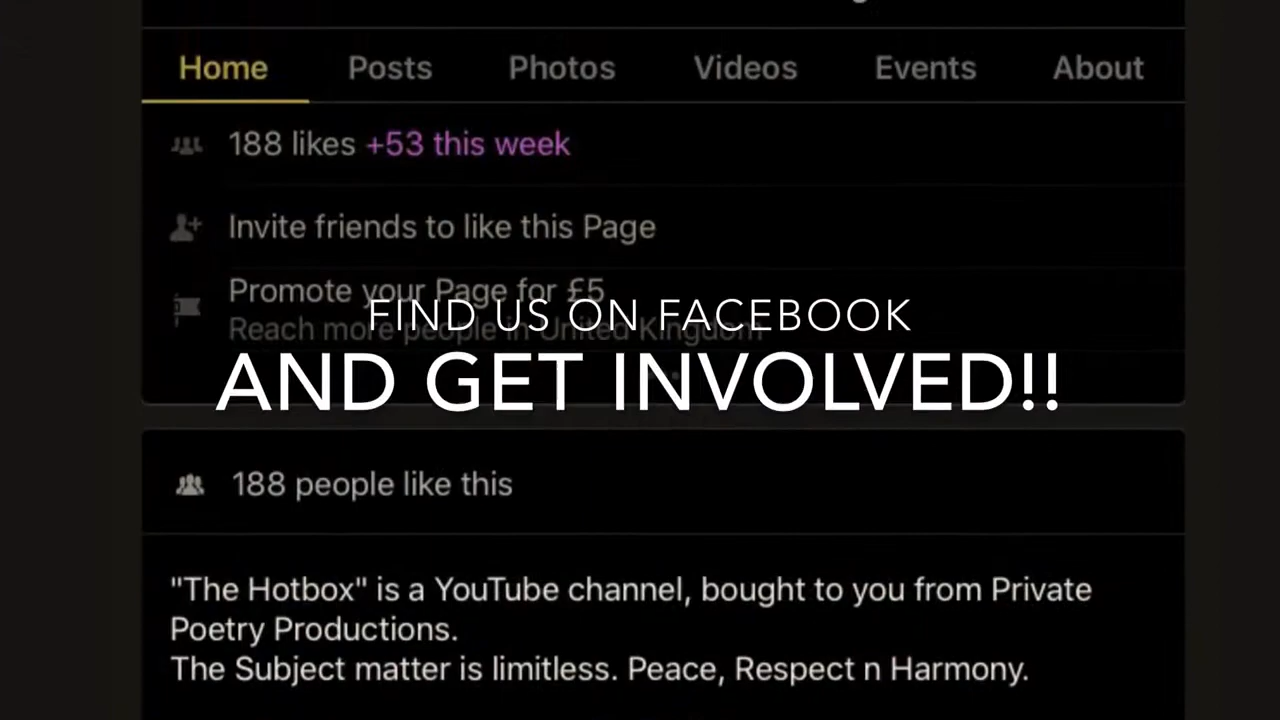 Home Posts Photos Videos Events About
188 likes +53 this week
Invite friends to like this Page
Promote your Page for £5
Reach more people in United Kingdom
FIND US ON FACEBOOK
AND GET INVOLVED!!
188 people like this
"The Hotbox" is a YouTube channel, bought to you from Private
Poetry Productions.
The Subject matter is limitless. Peace, Respect n Harmony.